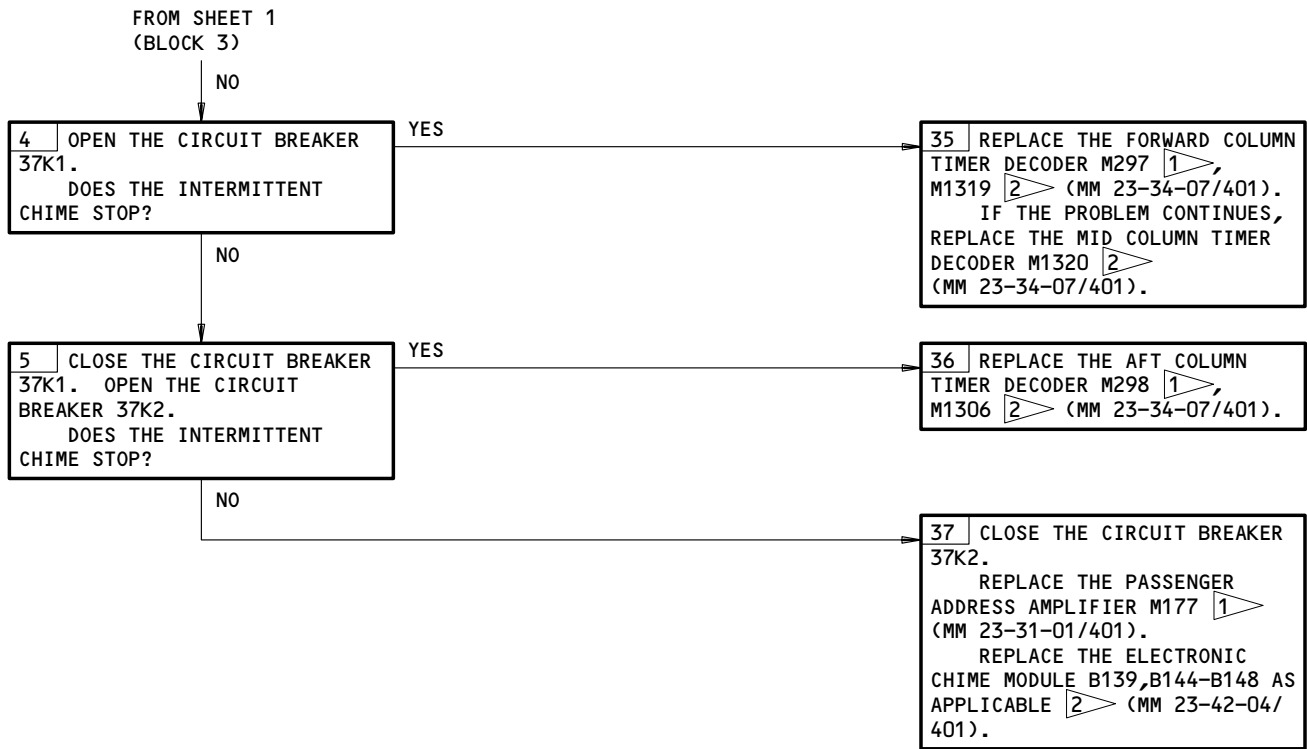 FROM SHEET 1
(BLOCK 3)
NO
4 OPEN THE CIRCUIT BREAKER
37K1.
DOES THE INTERMITTENT
CHIME STOP?
YES
35 REPLACE THE FORWARD COLUMN
TIMER DECODER M297 1,
M1319 2 (MM 23-34-07/401).
IF THE PROBLEM CONTINUES,
REPLACE THE MID COLUMN TIMER
DECODER M1320 2
(MM 23-34-07/401).
NO
5 CLOSE THE CIRCUIT BREAKER
37K1. OPEN THE CIRCUIT
BREAKER 37K2.
DOES THE INTERMITTENT
CHIME STOP?
YES
36 REPLACE THE AFT COLUMN
TIMER DECODER M298 1,
M1306 2 (MM 23-34-07/401).
NO
37 CLOSE THE CIRCUIT BREAKER
37K2.
REPLACE THE PASSENGER
ADDRESS AMPLIFIER M177 1
(MM 23-31-01/401).
REPLACE THE ELECTRONIC
CHIME MODULE B139,B144-B148 AS
APPLICABLE 2 (MM 23-42-04/
401).